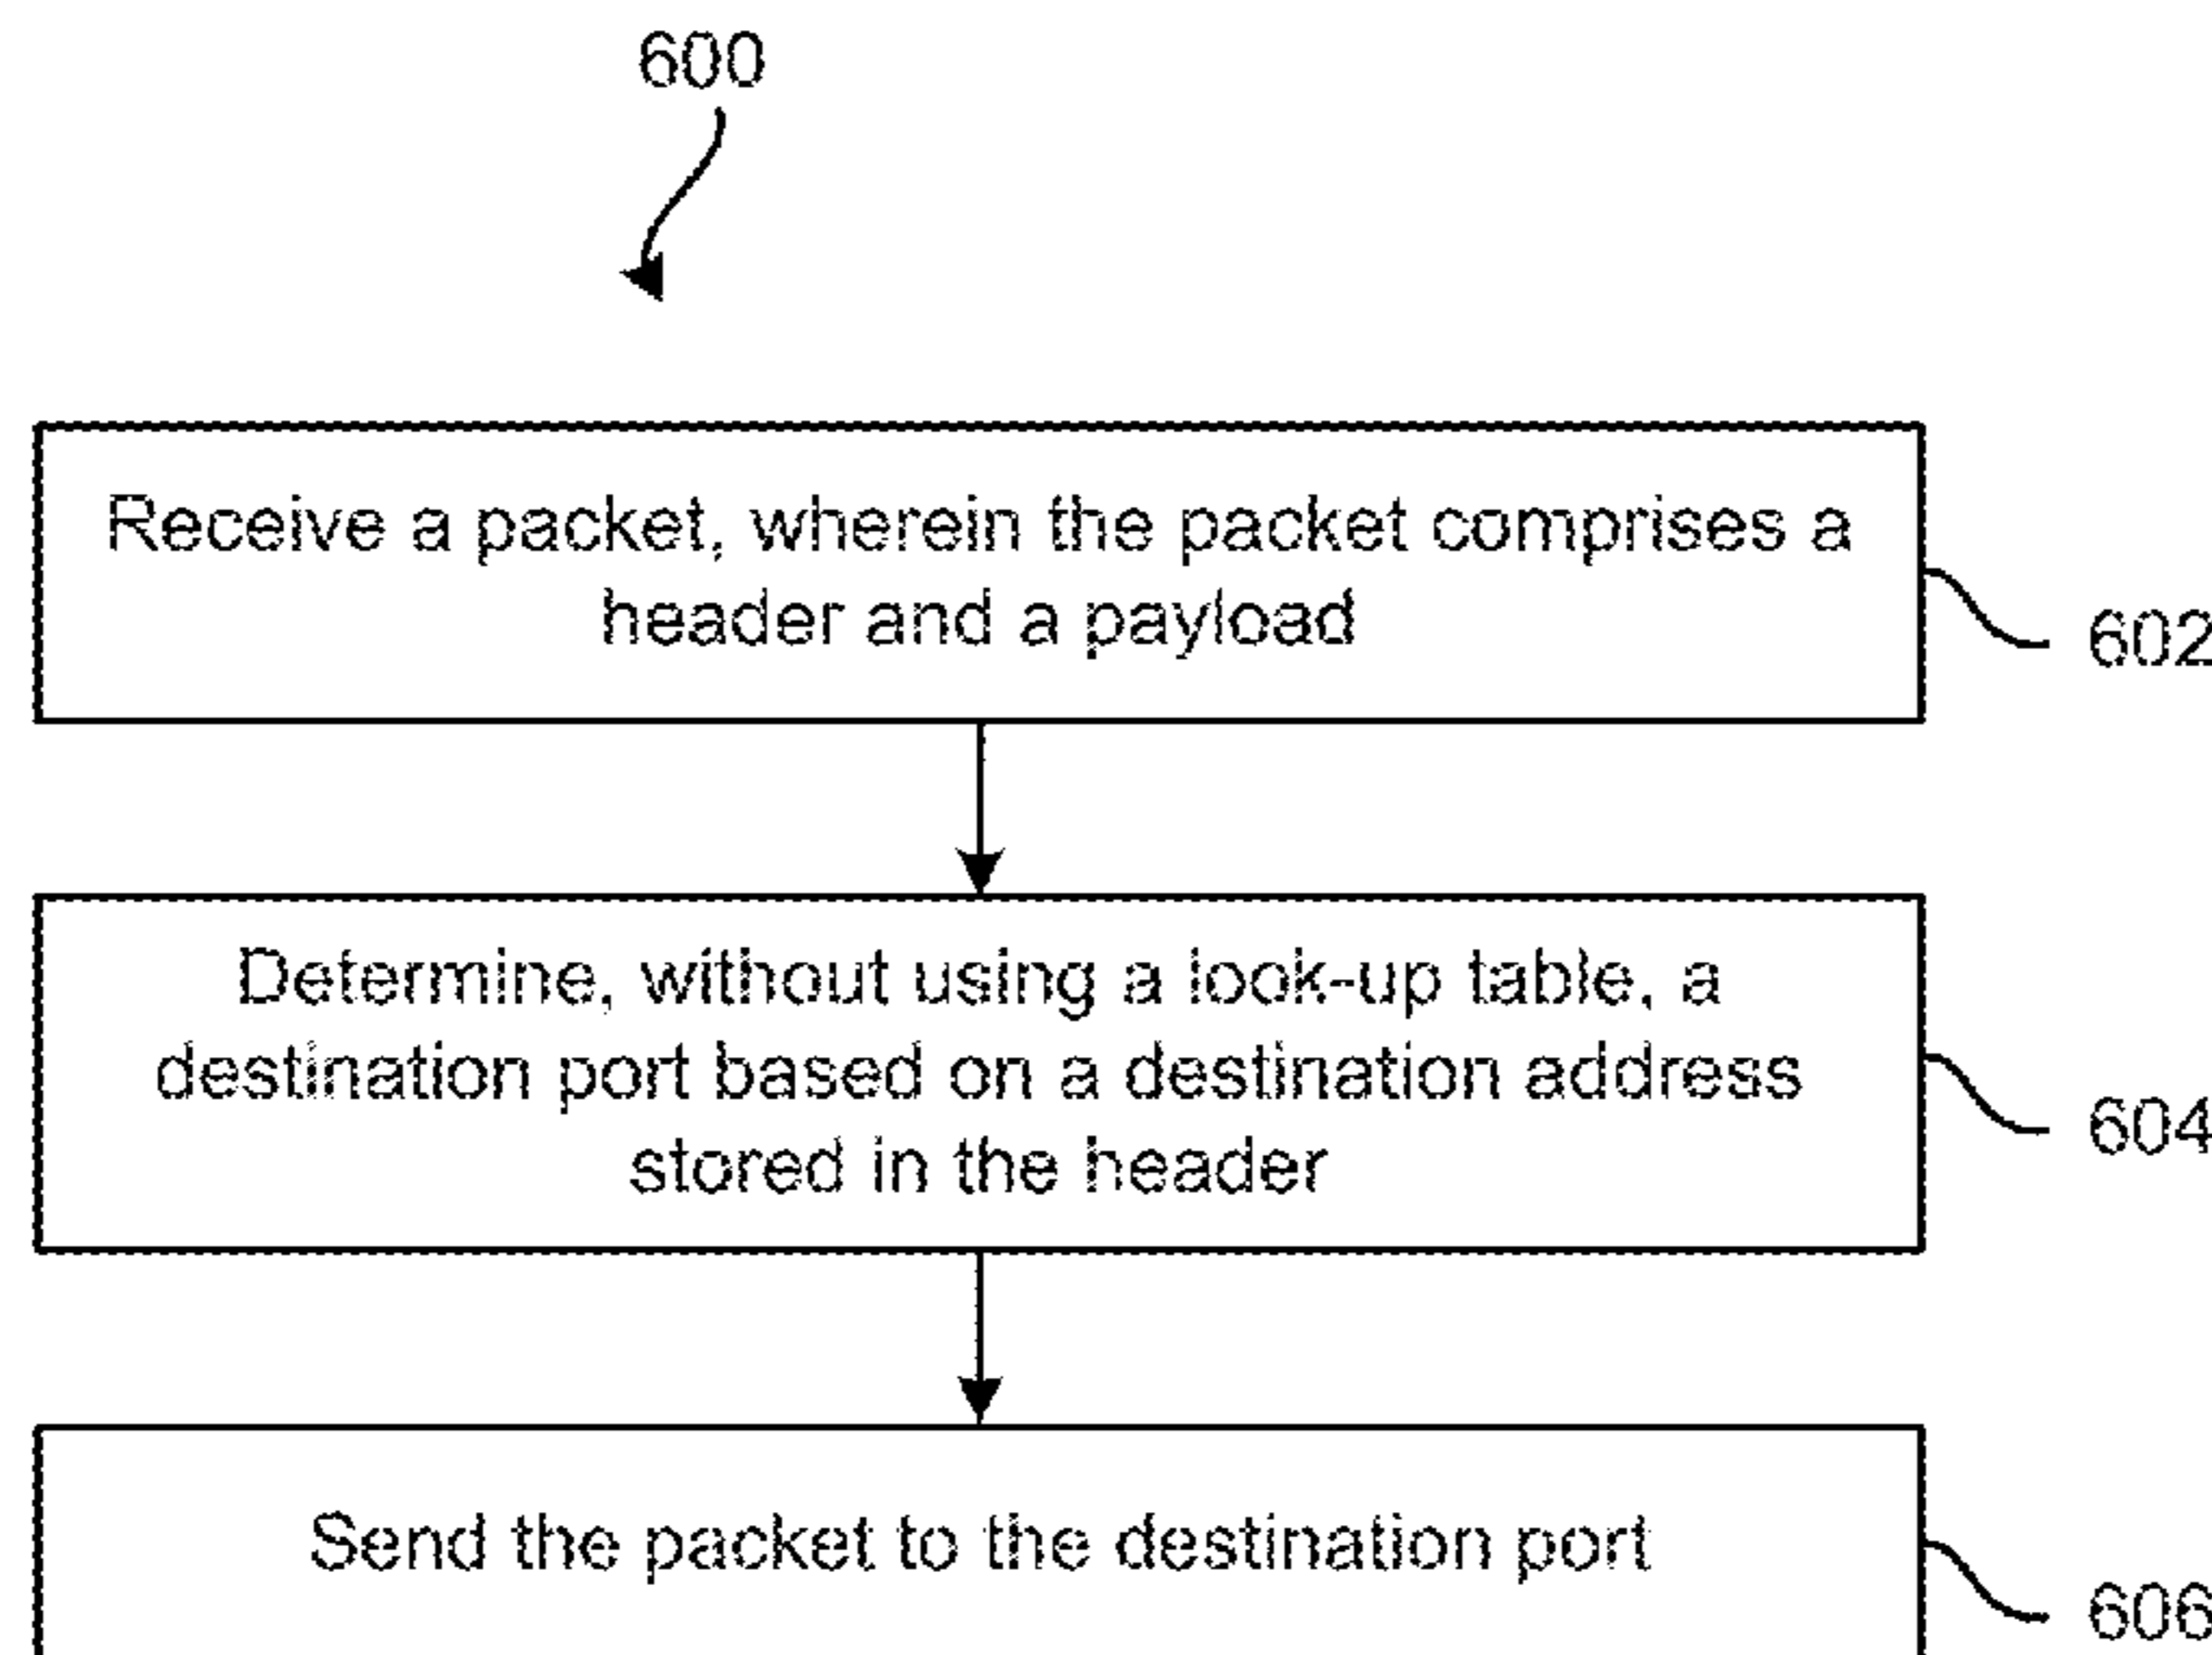 600
Receive a packet, wherein the packet comprises a
header and a payload
602
Determine, without using a look-up table, a
destination port based on a destination address
stored in the header
604
Send the packet to the destination port
606